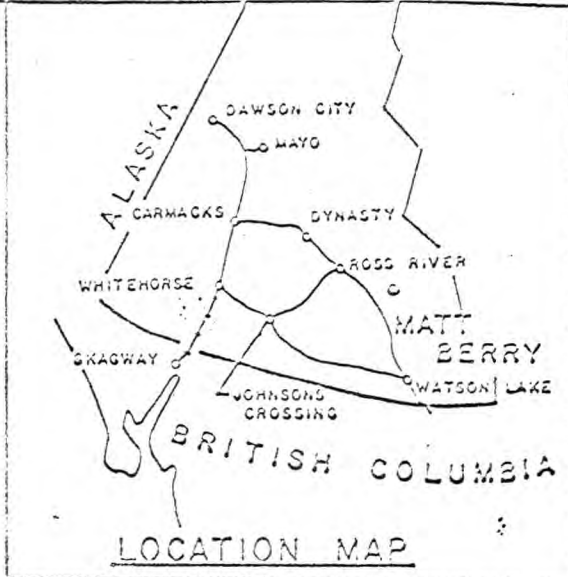 DAWSON CITY
MAYO
ALASKA
CARMACKS
DYNASTY
ROSS RIVER
WHITEHORSE
MATT
BERRY
SKAGWAY
WATSON LAKE
JOHNSONS
CROSSING
BRITISH COLUMBIA
LOCATION MAP